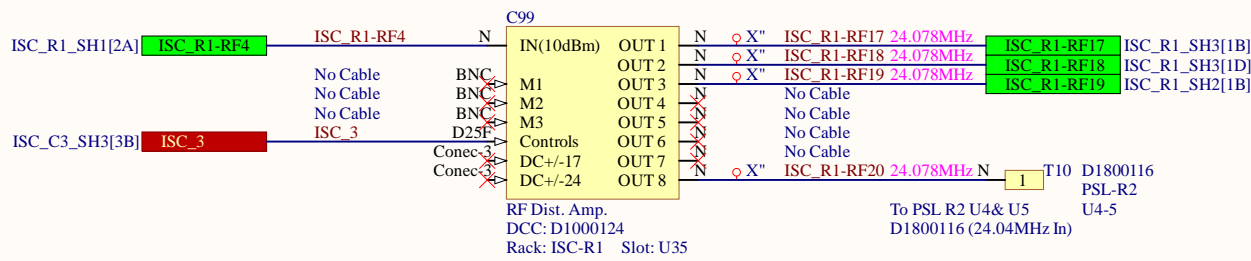 C99
ISC_R1_SH1[2A] ISC_R1-RF4 ISC_R1-RF4 N IN(10dBm) OUT 1 N X" ISC_R1-RF17 24.078MHz ISC_R1-RF17 ISC_R1_SH3[1B]
OUT 2 N X" ISC_R1-RF18 24.078MHz ISC_R1-RF18 ISC_R1_SH3[1D]
No Cable BNC M1 OUT 3 N X" ISC_R1-RF19 24.078MHz ISC_R1-RF19 ISC_R1_SH2[1B]
No Cable BNC M2 OUT 4 N No Cable
No Cable BNC M3 OUT 5 N No Cable
ISC_C3_SH3[3B] ISC_3 ISC_3 D25F Controls OUT 6 N No Cable
Conec-3 DC+/-17 OUT 7 N No Cable
Conec-3 DC+/-24 OUT 8 N X" ISC_R1-RF20 24.078MHz N 1 T10 D1800116
PSL-R2
RF Dist. Amp. To PSL R2 U4& U5 U4-5
DCC: D1000124 D1800116 (24.04MHz In)
Rack: ISC-R1 Slot: U35